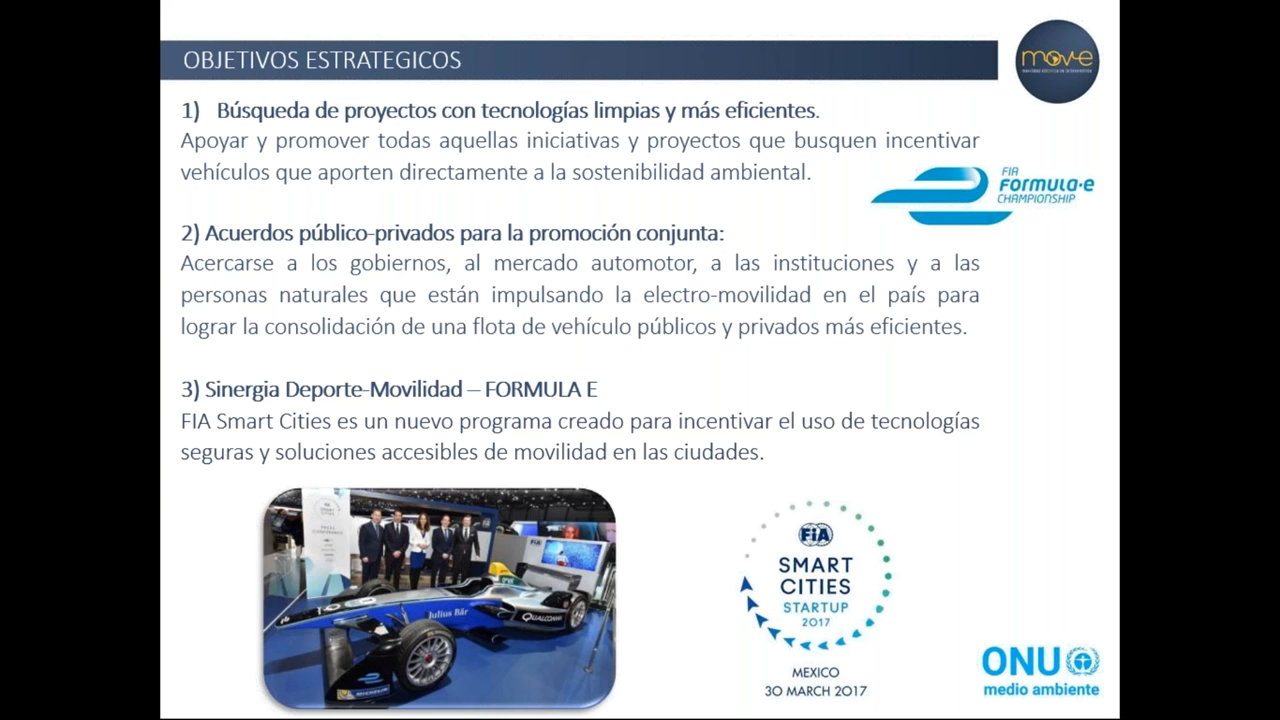 OBJETIVOS ESTRATEGICOS
mov-e
1) Búsqueda de proyectos con tecnologías limpias y más eficientes.
Apoyar y promover todas aquellas iniciativas y proyectos que busquen incentivar
vehículos que aporten directamente a la sostenibilidad ambiental.
FIA
FORMULA-E
CHAMPIONSHIP
2) Acuerdos público-privados para la promoción conjunta:
Acercarse a los gobiernos, al mercado automotor, a las instituciones y a las
personas naturales que están impulsando la electro-movilidad en el país para
lograr la consolidación de una flota de vehículo públicos y privados más eficientes.
3) Sinergia Deporte-Movilidad – FORMULA E
FIA Smart Cities es un nuevo programa creado para incentivar el uso de tecnologías
seguras y soluciones accesibles de movilidad en las ciudades.
SMART
CITIES
FIA
Julius Bär
QUALCOMM
MICHELIN
FIA
SMART
CITIES
STARTUP
2017
MEXICO
30 MARCH 2017
ONU
medio ambiente